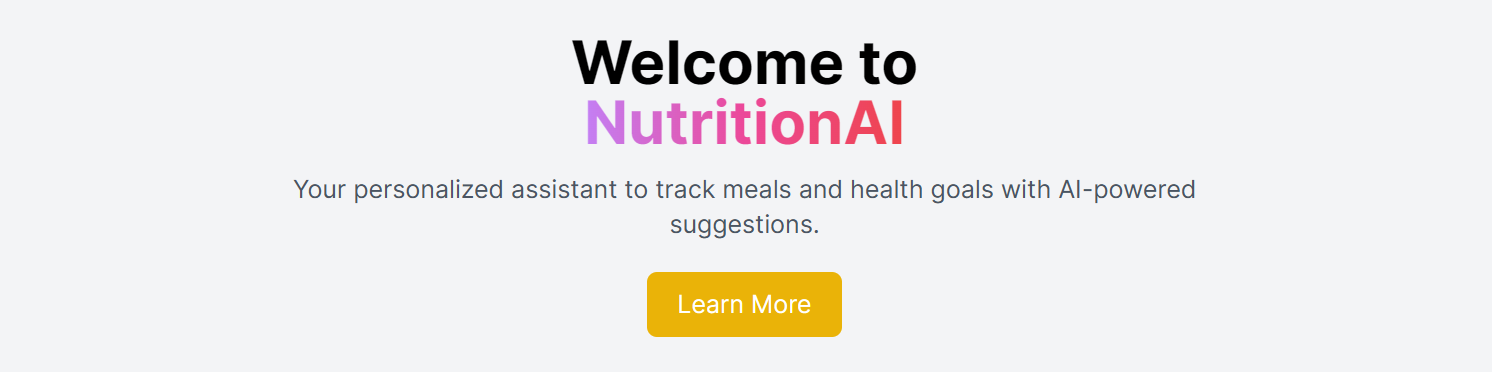 Welcome to
NutritionAI
Your personalized assistant to track meals and health goals with AI-powered
suggestions.
Learn More